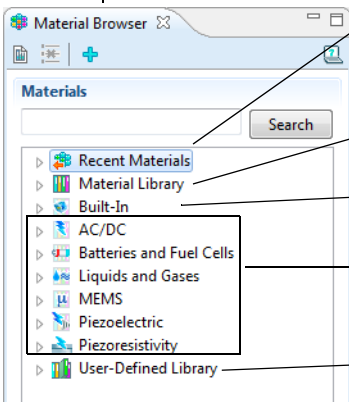 Material Browser
Materials
Search
Recent Materials
Material Library
Built-In
AC/DC
Batteries and Fuel Cells
Liquids and Gases
μ MEMS
Piezoelectric
Piezoresistivity
User-Defined Library